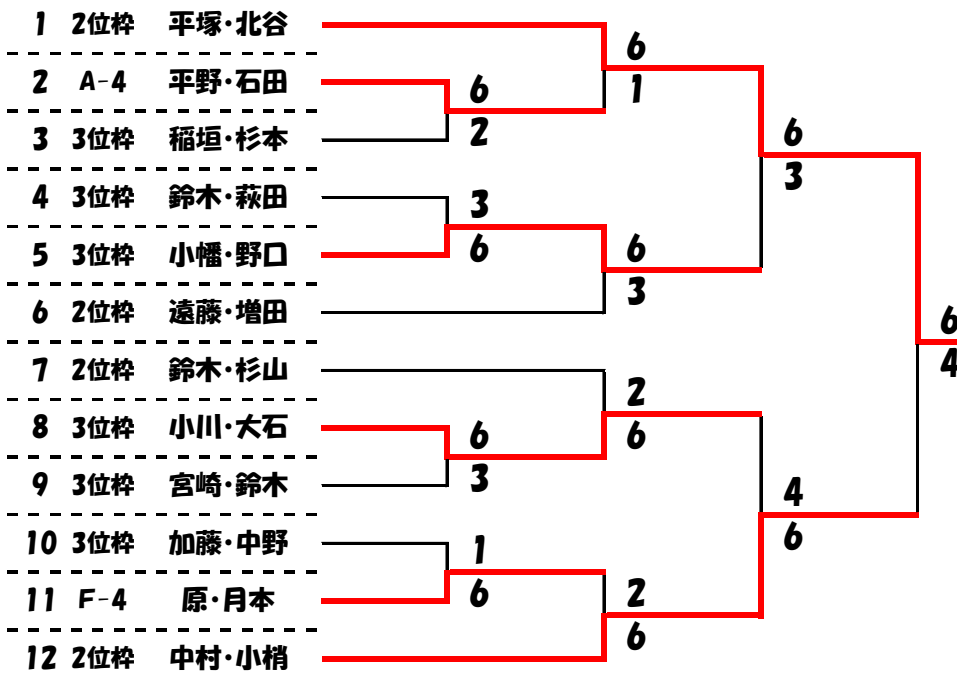 1 2位枠 平塚・北谷
2 A-4 平野・石田
3 3位枠 稲垣・杉本
4 3位枠 鈴木・萩田
5 3位枠 小幡・野口
6 2位枠 遠藤・増田
7 2位枠 鈴木・杉山
8 3位枠 小川・大石
9 3位枠 宮崎・鈴木
10 3位枠 加藤・中野
11 F-4 原・月本
12 2位枠 中村・小梢
6
2
3
6
6
3
1
6
6
1
6
3
2
6
2
6
6
3
4
6
6
4